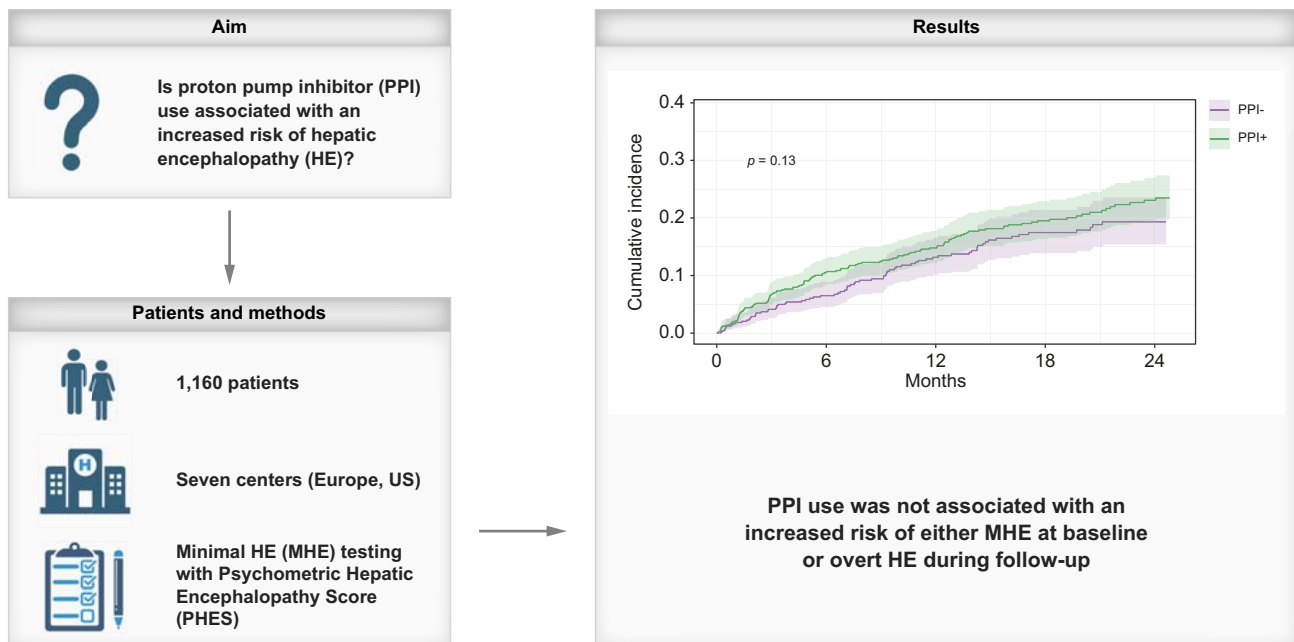 Aim
Is proton pump inhibitor (PPI)
use associated with an
increased risk of hepatic
encephalopathy (HE)?
Patients and methods
1,160 patients
H
Seven centers (Europe, US)
Minimal HE (MHE) testing
with Psychometric Hepatic
Encephalopathy Score
(PHES)
Results
Cumulative incidence
0.4
0.3
0.2
0.1
0.0
p = 0.13
PPI-
PPI+
0 6 12 18 24
Months
PPI use was not associated with an
increased risk of either MHE at baseline
or overt HE during follow-up